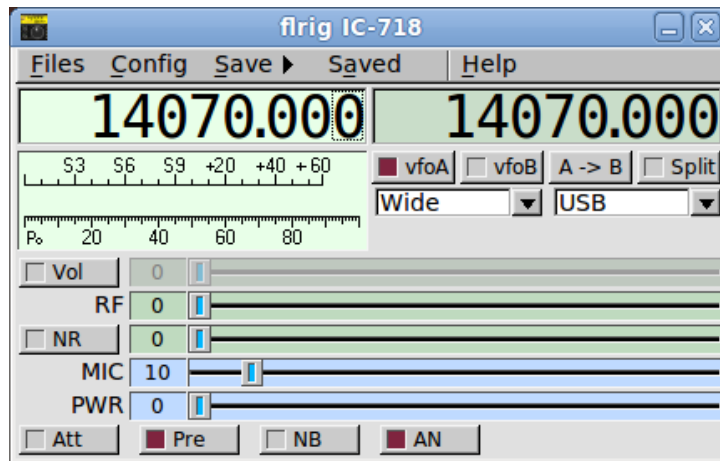 flrig IC-718
Files Config Save Saved Help
14070.000 14070.000
S3 S6 S9 +20 +40 +60
vfoA vfoB A -> B Split
Wide USB
Po 20 40 60 80
Vol 0
RF 0
NR 0
MIC 10
PWR 0
Att Pre NB AN